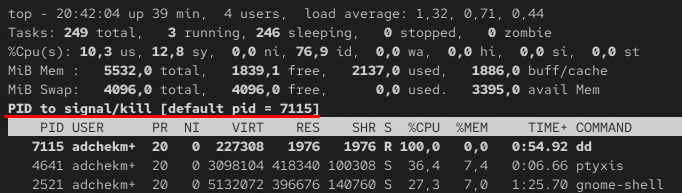 top - 20:42:04 up 39 min,  4 users,  load average: 1,32, 0,71, 0,44
Tasks: 249 total,   3 running, 246 sleeping,   0 stopped,   0 zombie
%Cpu(s): 10,3 us, 12,8 sy,  0,0 ni, 76,9 id,  0,0 wa,  0,0 hi,  0,0 si,  0,0 st
MiB Mem :   5532,0 total,   1839,1 free,   2137,0 used,   1886,0 buff/cache
MiB Swap:   4096,0 total,   4096,0 free,      0,0 used.   3395,0 avail Mem
PID to signal/kill [default pid = 7115]
PID USER      PR  NI    VIRT    RES    SHR S  %CPU  %MEM     TIME+ COMMAND
7115 adchekm+  20   0  227308   1976   1976 R 100,0   0,0   0:54.92 dd
4641 adchekm+  20   0 3098104 418340 100308 S  36,4   7,4   0:06.66 ptyxis
2521 adchekm+  20   0 5132072 396676 140760 S  27,3   7,0   1:25.70 gnome-shell